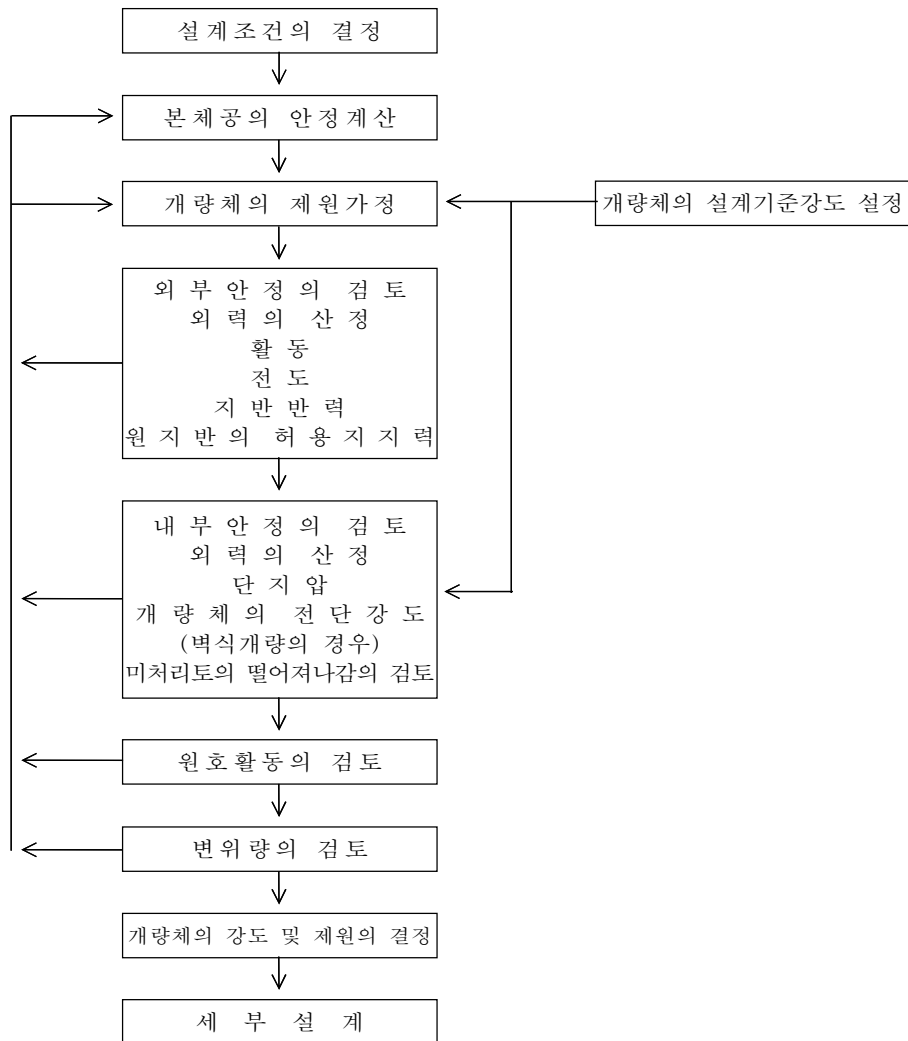 설계조건의 결정
본체공의 안정계산
개량체의 제원가정
개량체의 설계기준강도 설정
외부안정의 검토
외력의 산정
활동
전도
지반반력
원지반의 허용지지력
내부안정의 검토
외력의 산정
단지압
개량체의 전단강도
(벽식개량의 경우)
미처리토의 떨어져나감의 검토
원호활동의 검토
변위량의 검토
개량체의 강도 및 제원의 결정
세부설계